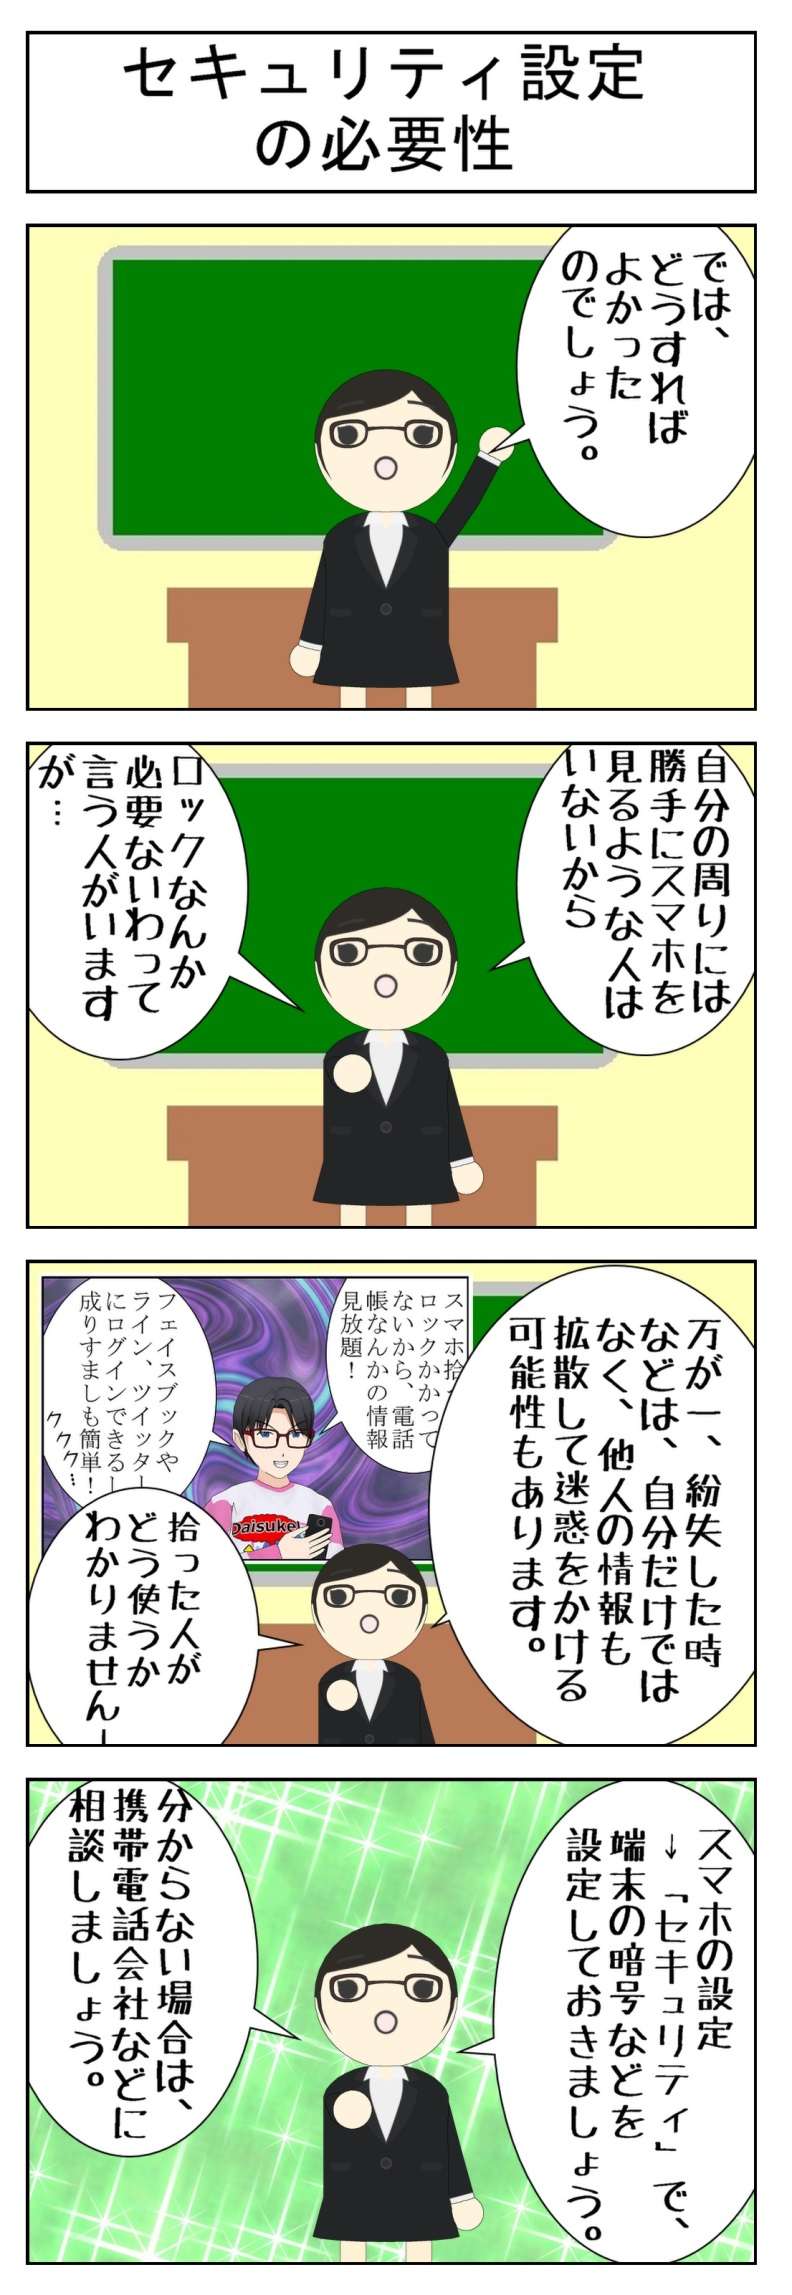 セキュリティ設定
の必要性
では、
どうすれば
よかった
のでしょう。
自分の周りには
勝手にスマホを
見るような人は
いないから
ロックなんか
必要ないわって
言う人がいます
が…
万が一、紛失した時
などは、自分だけでは
なく、他人の情報も
拡散して迷惑をかける
可能性もあります。
スマホ拾
ロックかかって
ないから、電話
帳なんかの情報
見放題！
フェイスブックや
ライン、ツイッター
にログインできるし
成りすましも簡単！
ククク…
Daisuke
拾った人が
どう使うか
わかりません
スマホの設定
→「セキュリティ」で、
端末の暗号などを
設定しておきましょう。
分からない場合は、
携帯電話会社などに
相談しましょう。